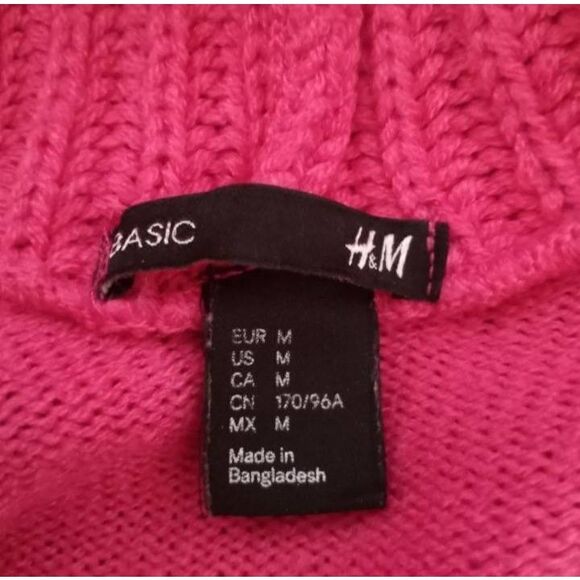 BASIC H&M
EUR M
US M
CA M
CN 170/96A
MX M
Made in
Bangladesh